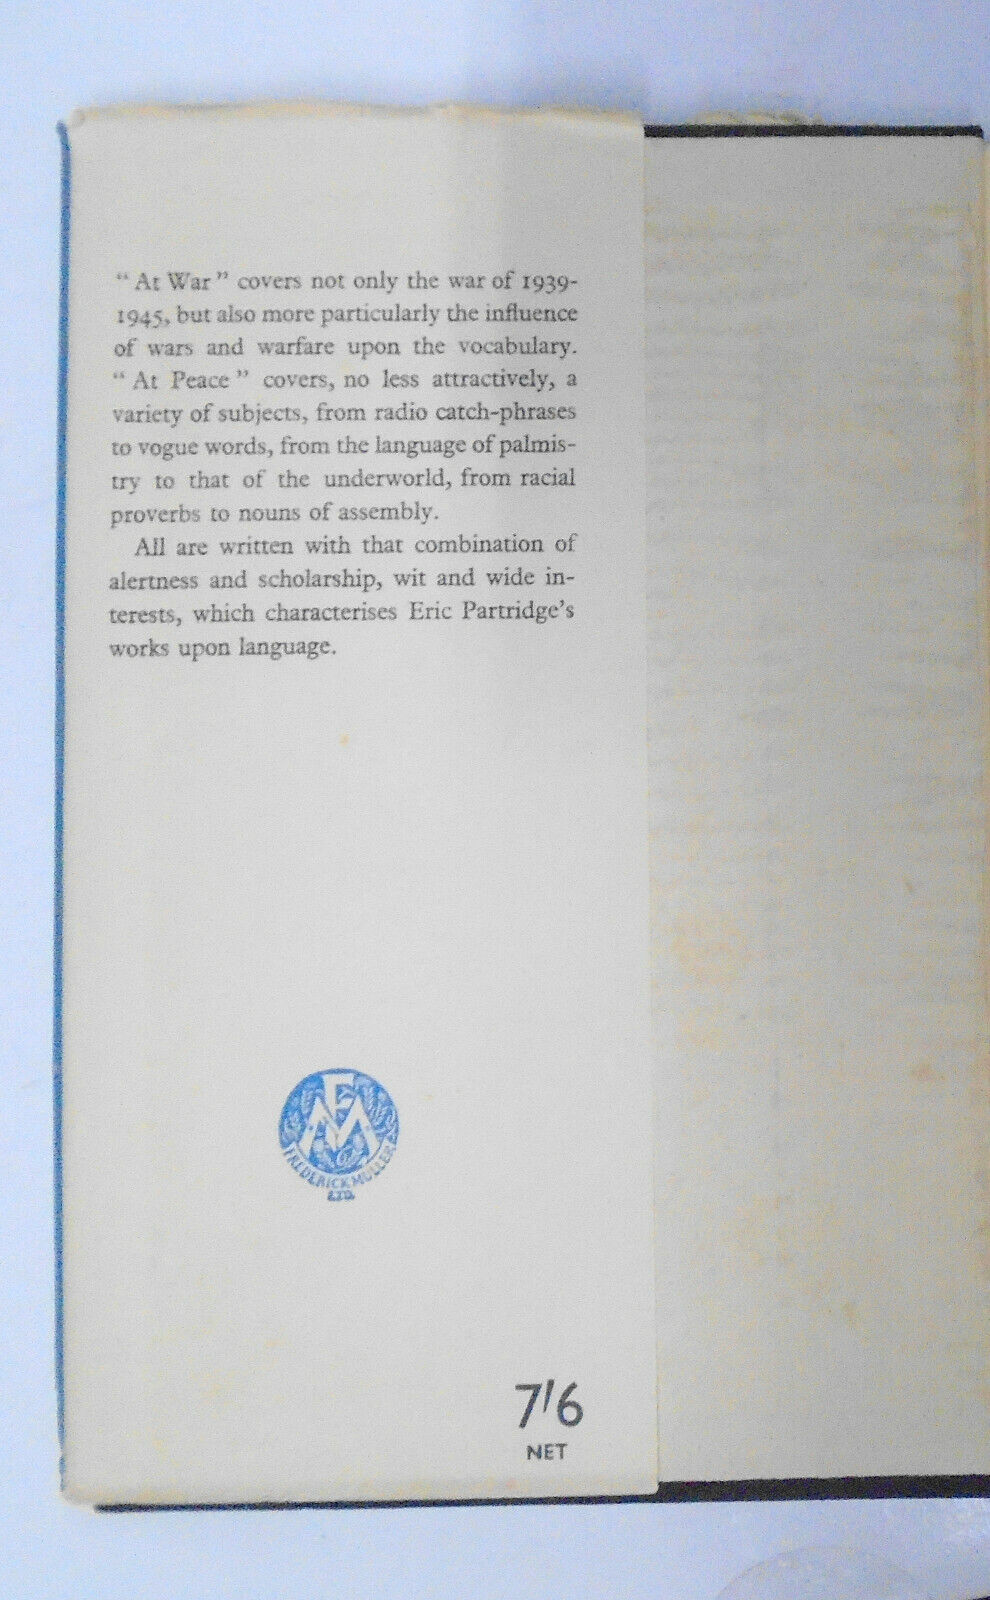 “ At War ” covers not only the war of 1939-
1945, but also more particularly the influence
of wars and warfare upon the vocabulary.
“ At Peace ” covers, no less attractively, a
variety of subjects, from radio catch-phrases
to vogue words, from the language of palmis-
try to that of the underworld, from racial
proverbs to nouns of assembly.
All are written with that combination of
alertness and scholarship, wit and wide in-
terests, which characterises Eric Partridge’s
works upon language.
FM
FREDERICK MULLER
LTD.
7/6
NET